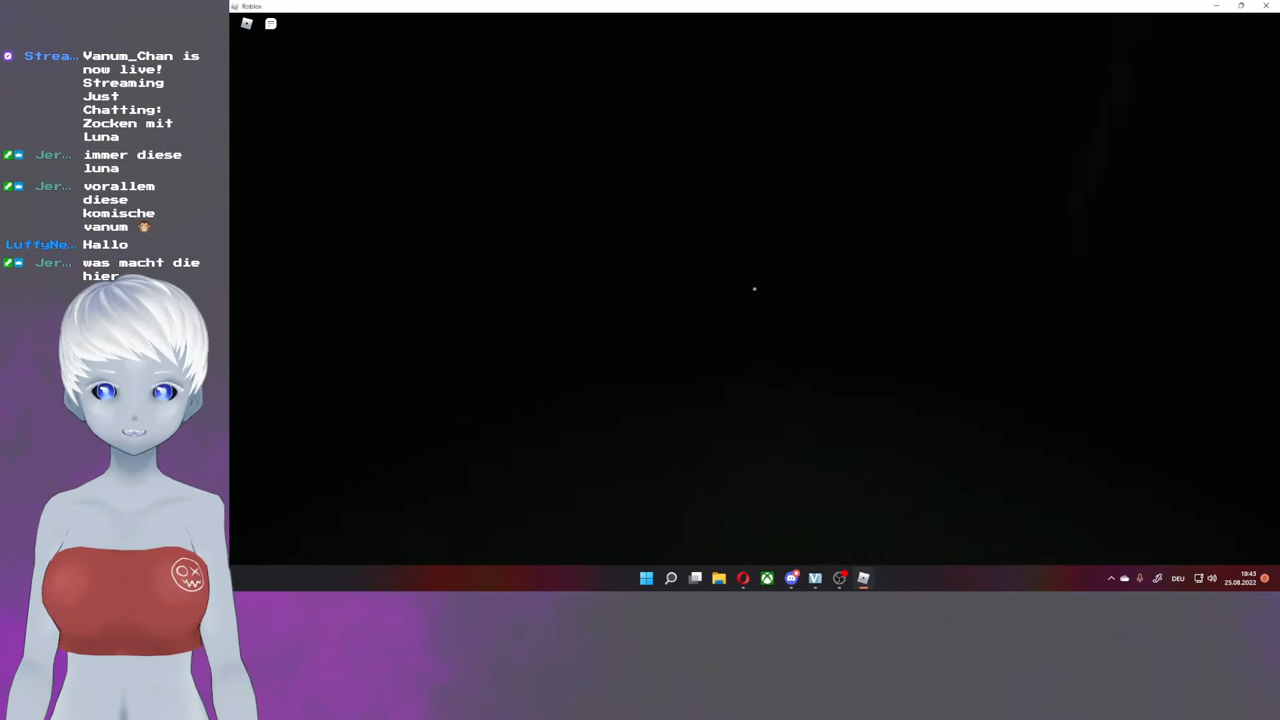 Roblox
Strea... Vanum_Chan is
now live!
Streaming
Just
Chatting:
Zocken mit
Luna
Jer... immer diese
luna
Jer... vorallem
diese
komische
vanum
LuffyNe... Hallo
Jer... was macht die
hier
DEU
19:43
25.08.2022